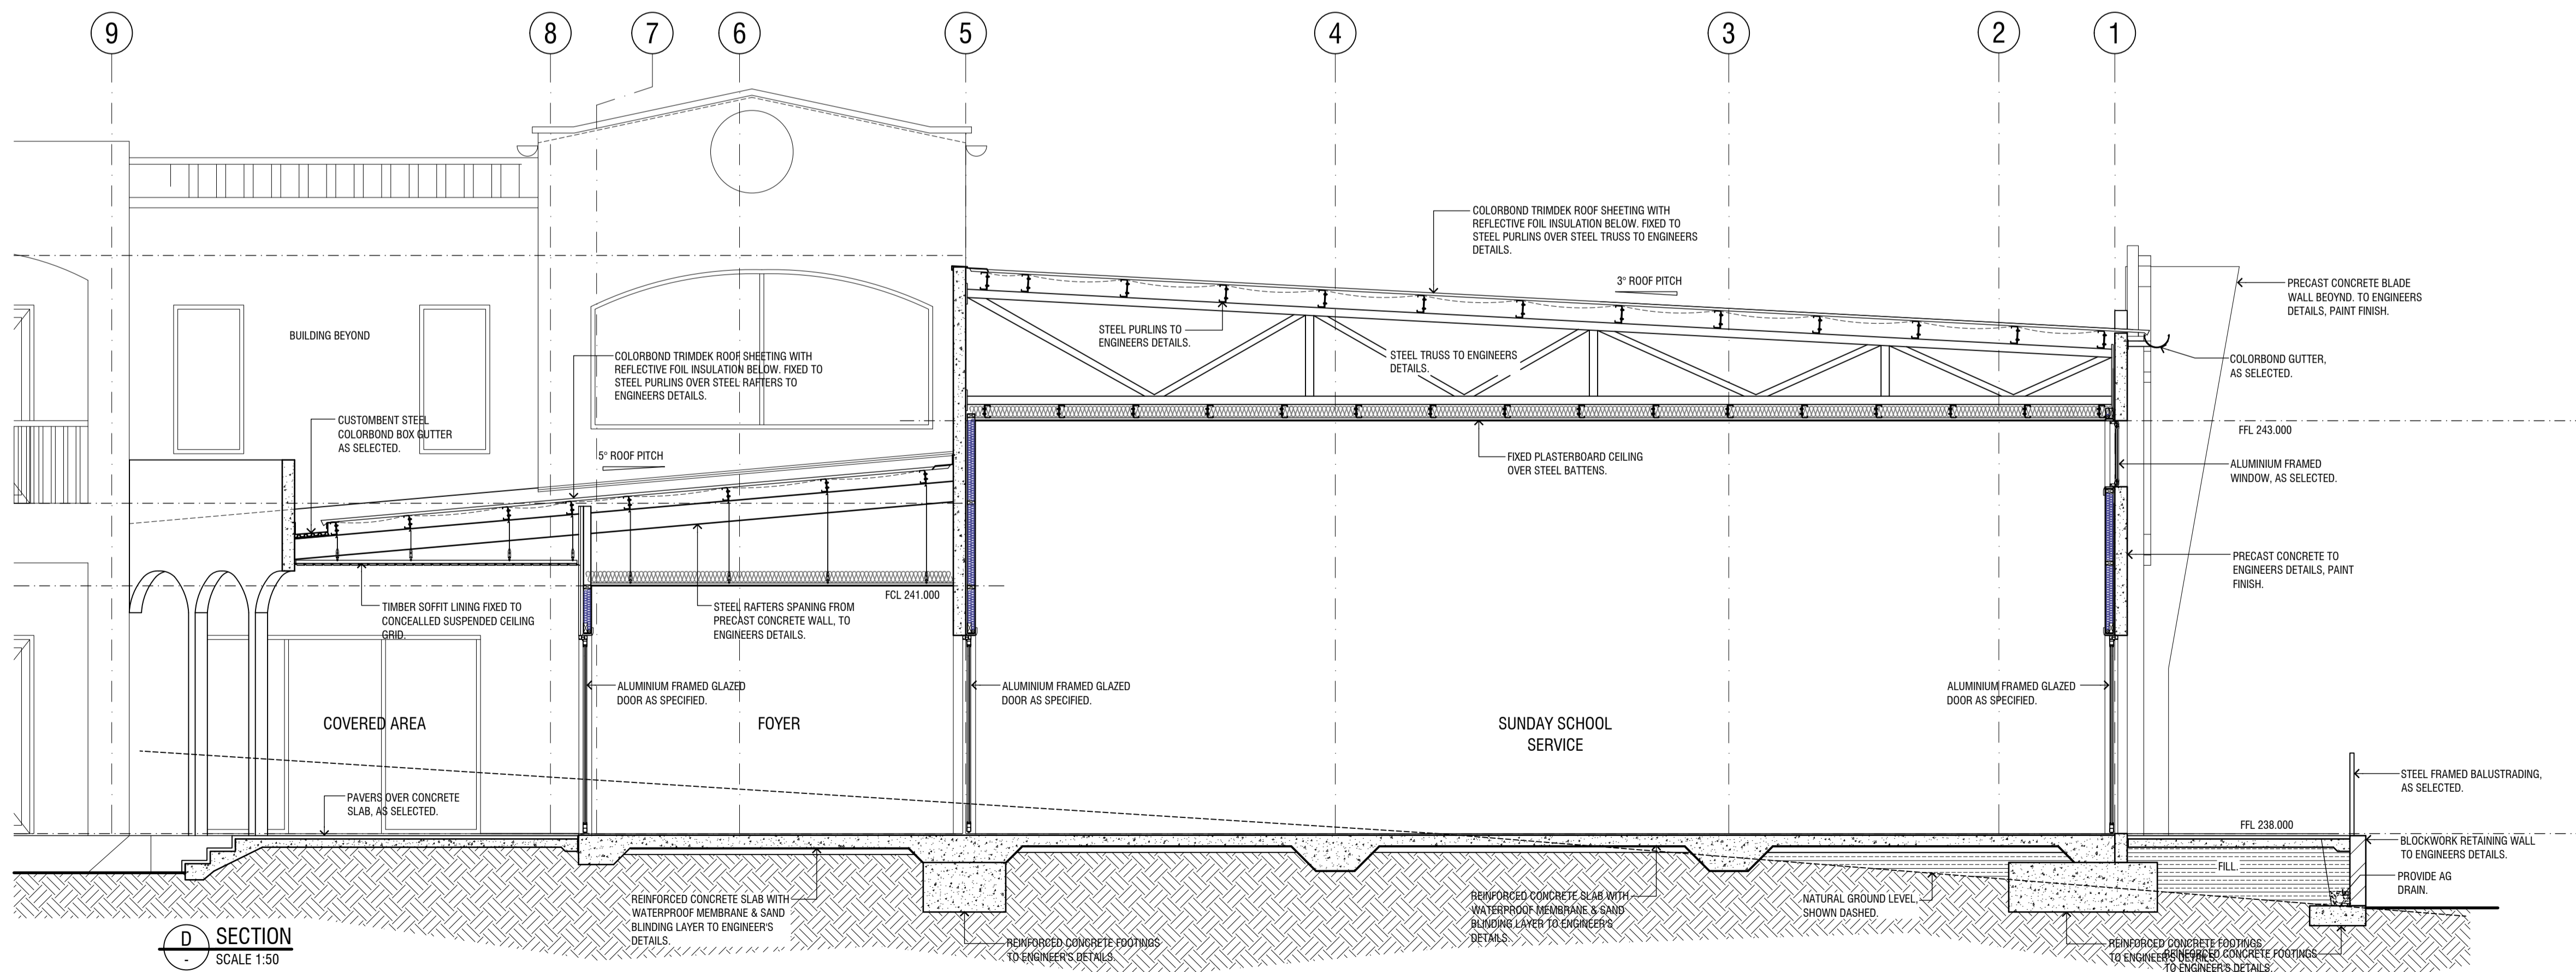 9
8
7
6
5
4
3
2
1
COLORBOND TRIMDEK ROOF SHEETING WITH
REFLECTIVE FOIL INSULATION BELOW. FIXED TO
STEEL PURLINS OVER STEEL TRUSS TO ENGINEERS
DETAILS.
3° ROOF PITCH
PRECAST CONCRETE BLADE
WALL BEOYND. TO ENGINEERS
DETAILS, PAINT FINISH.
BUILDING BEYOND
STEEL PURLINS TO
ENGINEERS DETAILS.
STEEL TRUSS TO ENGINEERS
DETAILS.
COLORBOND GUTTER,
AS SELECTED.
COLORBOND TRIMDEK ROOF SHEETING WITH
REFLECTIVE FOIL INSULATION BELOW. FIXED TO
STEEL PURLINS OVER STEEL RAFTERS TO
ENGINEERS DETAILS.
CUSTOMBENT STEEL
COLORBOND BOX GUTTER
AS SELECTED.
FFL 243.000
5° ROOF PITCH
FIXED PLASTERBOARD CEILING
OVER STEEL BATTENS.
ALUMINIUM FRAMED
WINDOW, AS SELECTED.
PRECAST CONCRETE TO
ENGINEERS DETAILS, PAINT
FINISH.
FCL 241.000
TIMBER SOFFIT LINING FIXED TO
CONCEALLED SUSPENDED CEILING
GRID.
STEEL RAFTERS SPANING FROM
PRECAST CONCRETE WALL, TO
ENGINEERS DETAILS.
ALUMINIUM FRAMED GLAZED
DOOR AS SPECIFIED.
ALUMINIUM FRAMED GLAZED
DOOR AS SPECIFIED.
ALUMINIUM FRAMED GLAZED
DOOR AS SPECIFIED.
COVERED AREA
FOYER
SUNDAY SCHOOL
SERVICE
STEEL FRAMED BALUSTRADING,
AS SELECTED.
PAVERS OVER CONCRETE
SLAB, AS SELECTED.
FFL 238.000
BLOCKWORK RETAINING WALL
TO ENGINEERS DETAILS.
FILL.
PROVIDE AG
DRAIN.
REINFORCED CONCRETE SLAB WITH
WATERPROOF MEMBRANE & SAND
BLINDING LAYER TO ENGINEER'S
DETAILS.
REINFORCED CONCRETE SLAB WITH
WATERPROOF MEMBRANE & SAND
BLINDING LAYER TO ENGINEER'S
DETAILS.
NATURAL GROUND LEVEL,
SHOWN DASHED.
REINFORCED CONCRETE FOOTINGS
TO ENGINEER'S DETAILS.
REINFORCED CONCRETE FOOTINGS
TO ENGINEER'S DETAILS.
REINFORCED CONCRETE FOOTINGS
TO ENGINEER'S DETAILS.
D
-
SECTION
SCALE 1:50